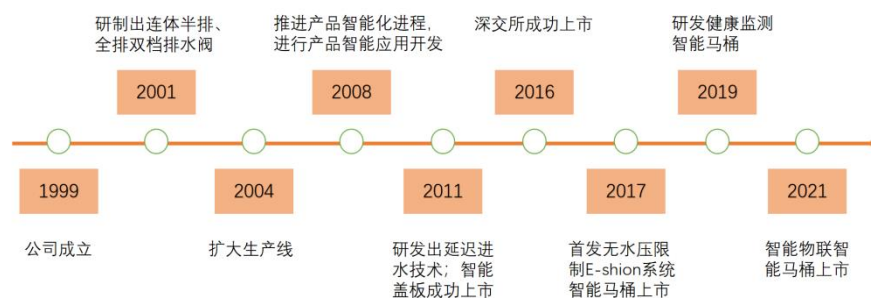 研制出连体半排、
全排双档排水阀
推进产品智能化进程，
进行产品智能应用开发
深交所成功上市
研发健康监测
智能马桶
2001
2008
2016
2019
1999
2004
2011
2017
2021
公司成立
扩大生产线
研发出延迟进
水技术；智能
盖板成功上市
首发无水压限
制E-shion系统
智能马桶上市
智能物联智
能马桶上市